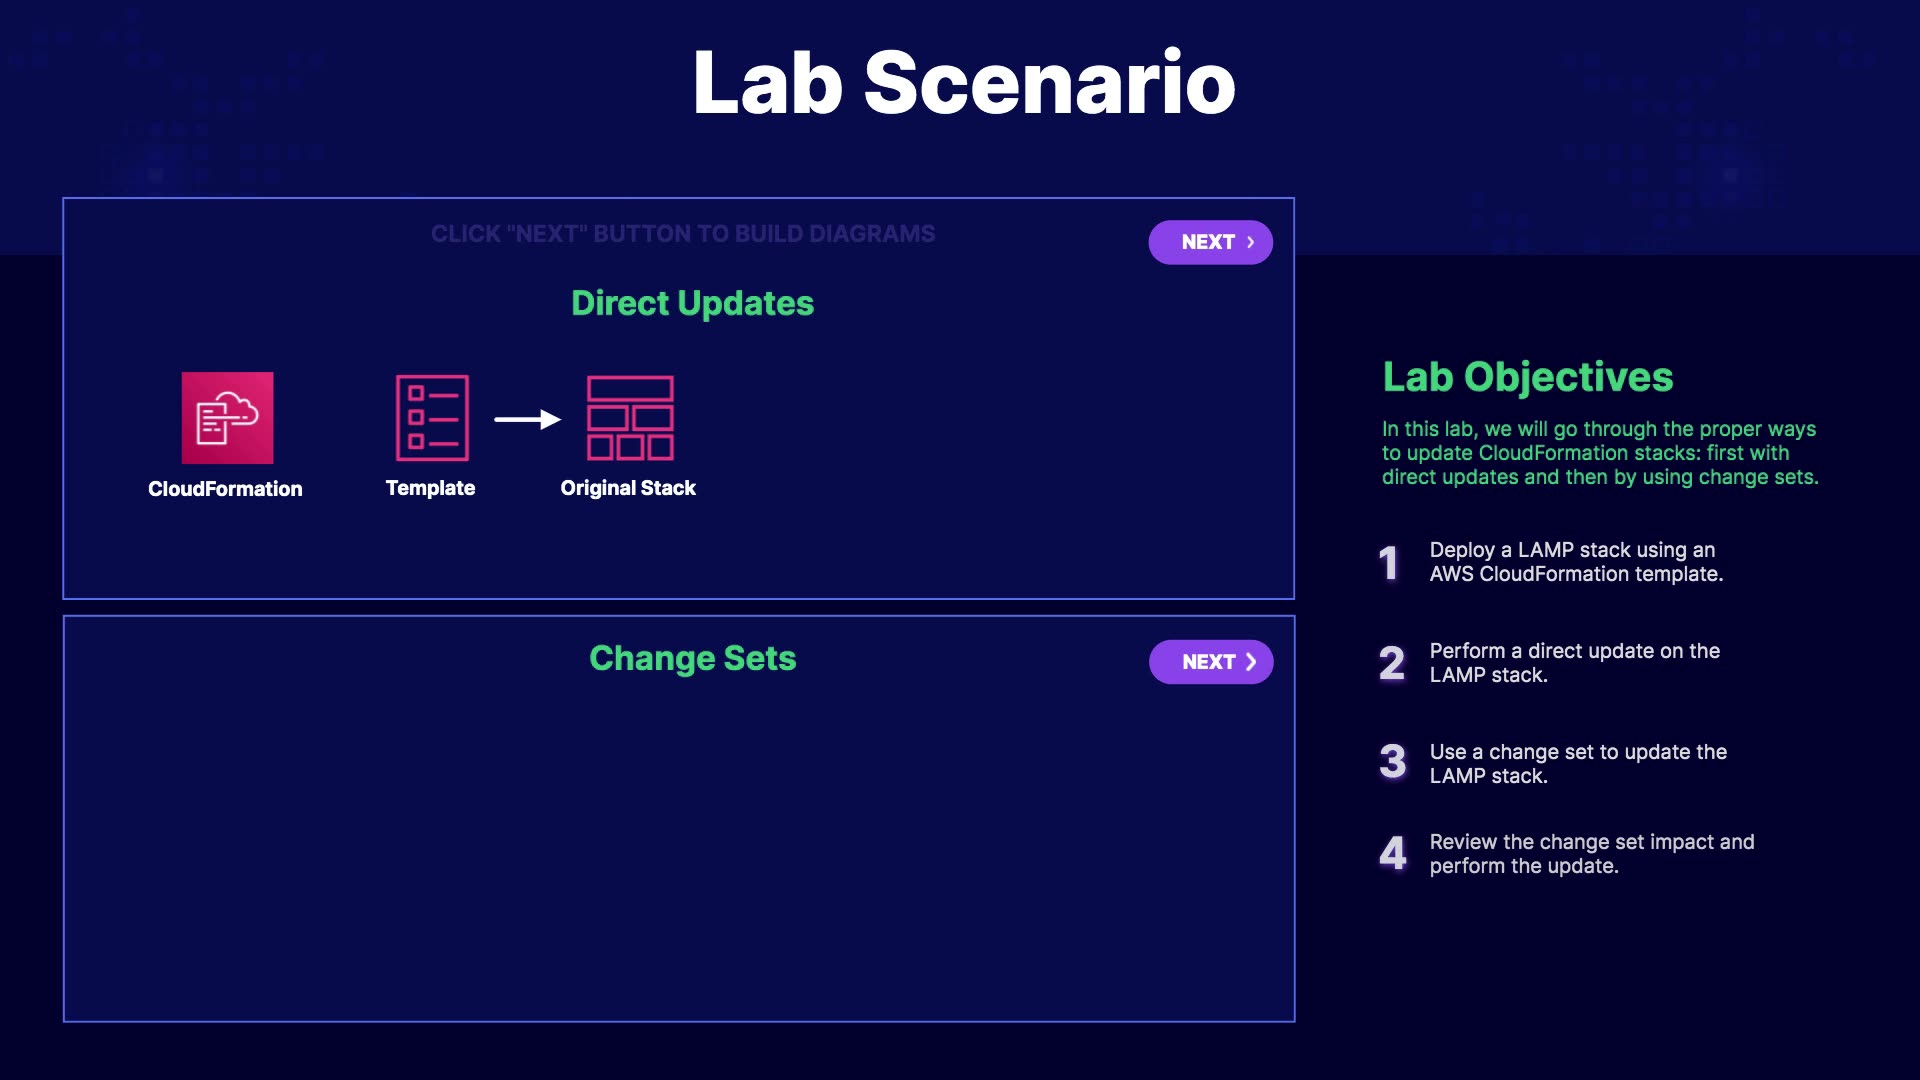 Lab Scenario
CLICK "NEXT" BUTTON TO BUILD DIAGRAMS
NEXT
Direct Updates
CloudFormation
Template
Original Stack
Change Sets
NEXT
Lab Objectives
In this lab, we will go through the proper ways
to update CloudFormation stacks: first with
direct updates and then by using change sets.
1
Deploy a LAMP stack using an
AWS CloudFormation template.
2
Perform a direct update on the
LAMP stack.
3
Use a change set to update the
LAMP stack.
4
Review the change set impact and
perform the update.